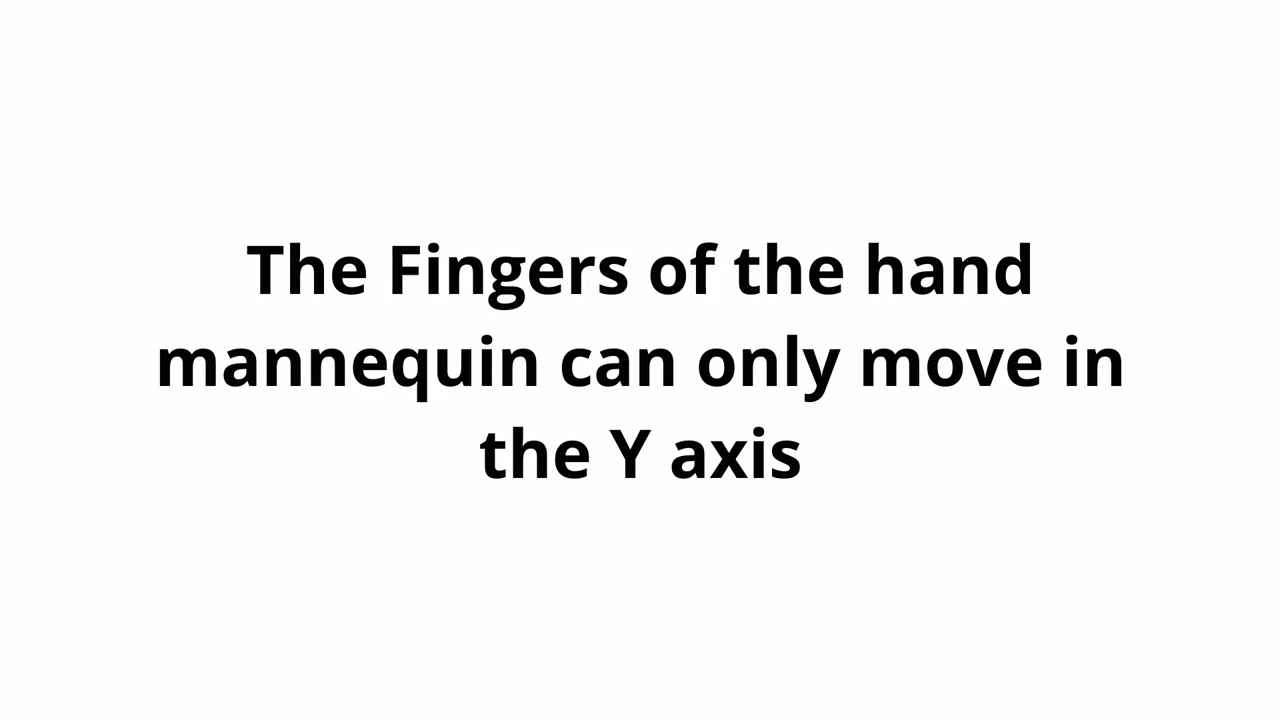 The Fingers of the hand
mannequin can only move in
the Y axis